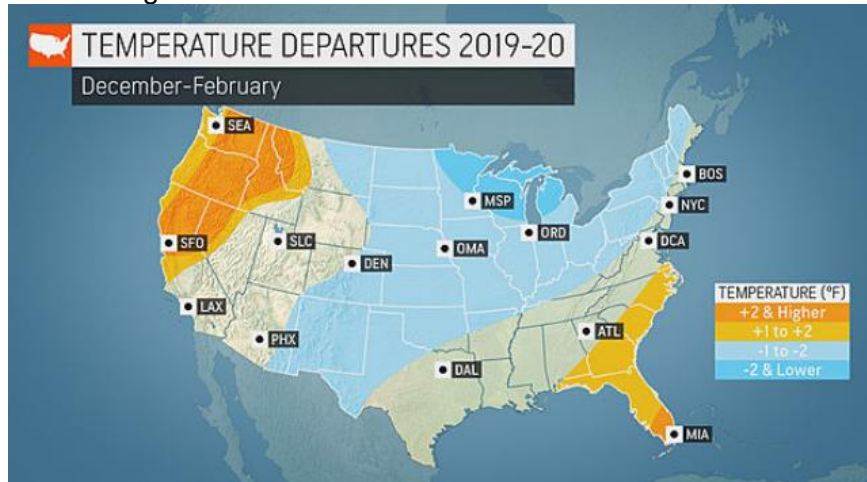 TEMPERATURE DEPARTURES 2019-20
December-February
SEA
BOS
MSP
NYC
SFO
SLC
OMA
ORD
DCA
DEN
LAX
TEMPERATURE (ºF)
+2 & Higher
+1 to +2
-1 to -2
-2 & Lower
ATL
PHX
DAL
MIA